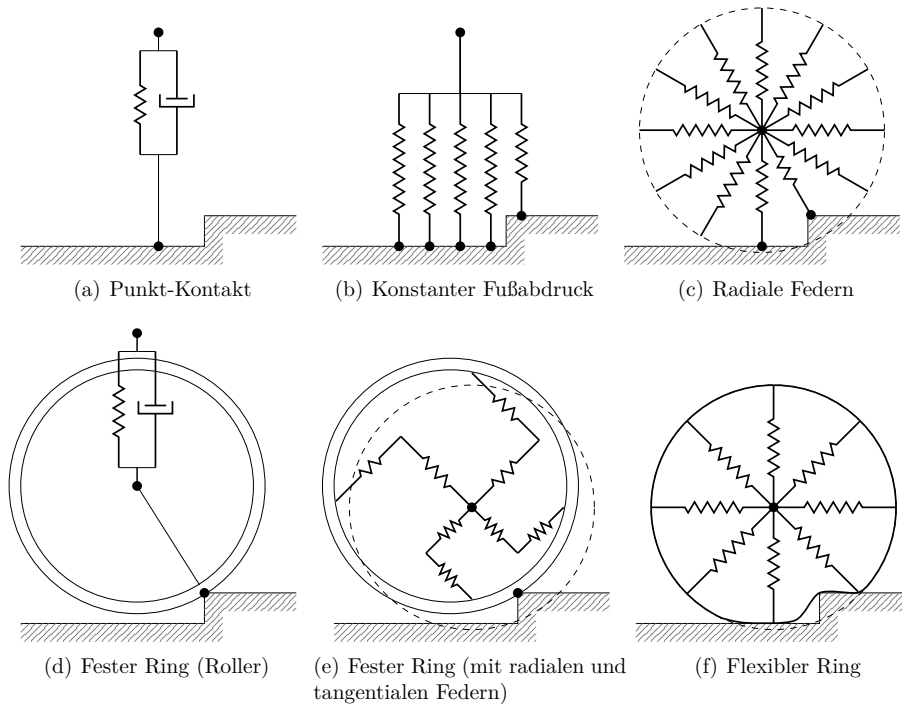 (a) Punkt-Kontakt
(b) Konstanter Fußabdruck
(c) Radiale Federn
(d) Fester Ring (Roller)
(e) Fester Ring (mit radialen und
tangentialen Federn)
(f) Flexibler Ring